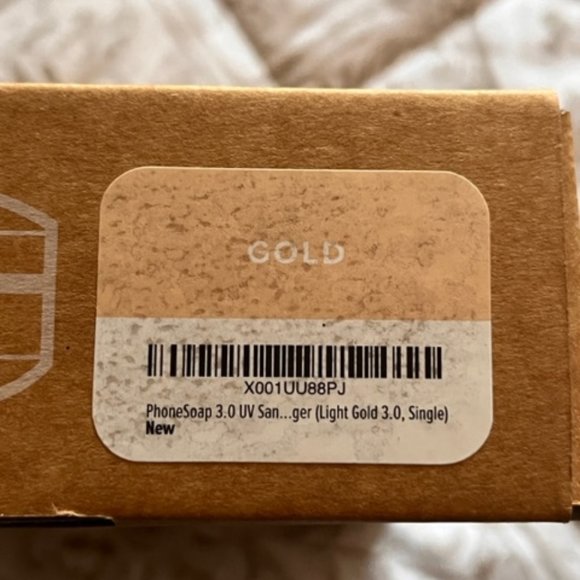 GOLD
X001UU88PJ
PhoneSoap 3.0 UV San...ger (Light Gold 3.0, Single)
New